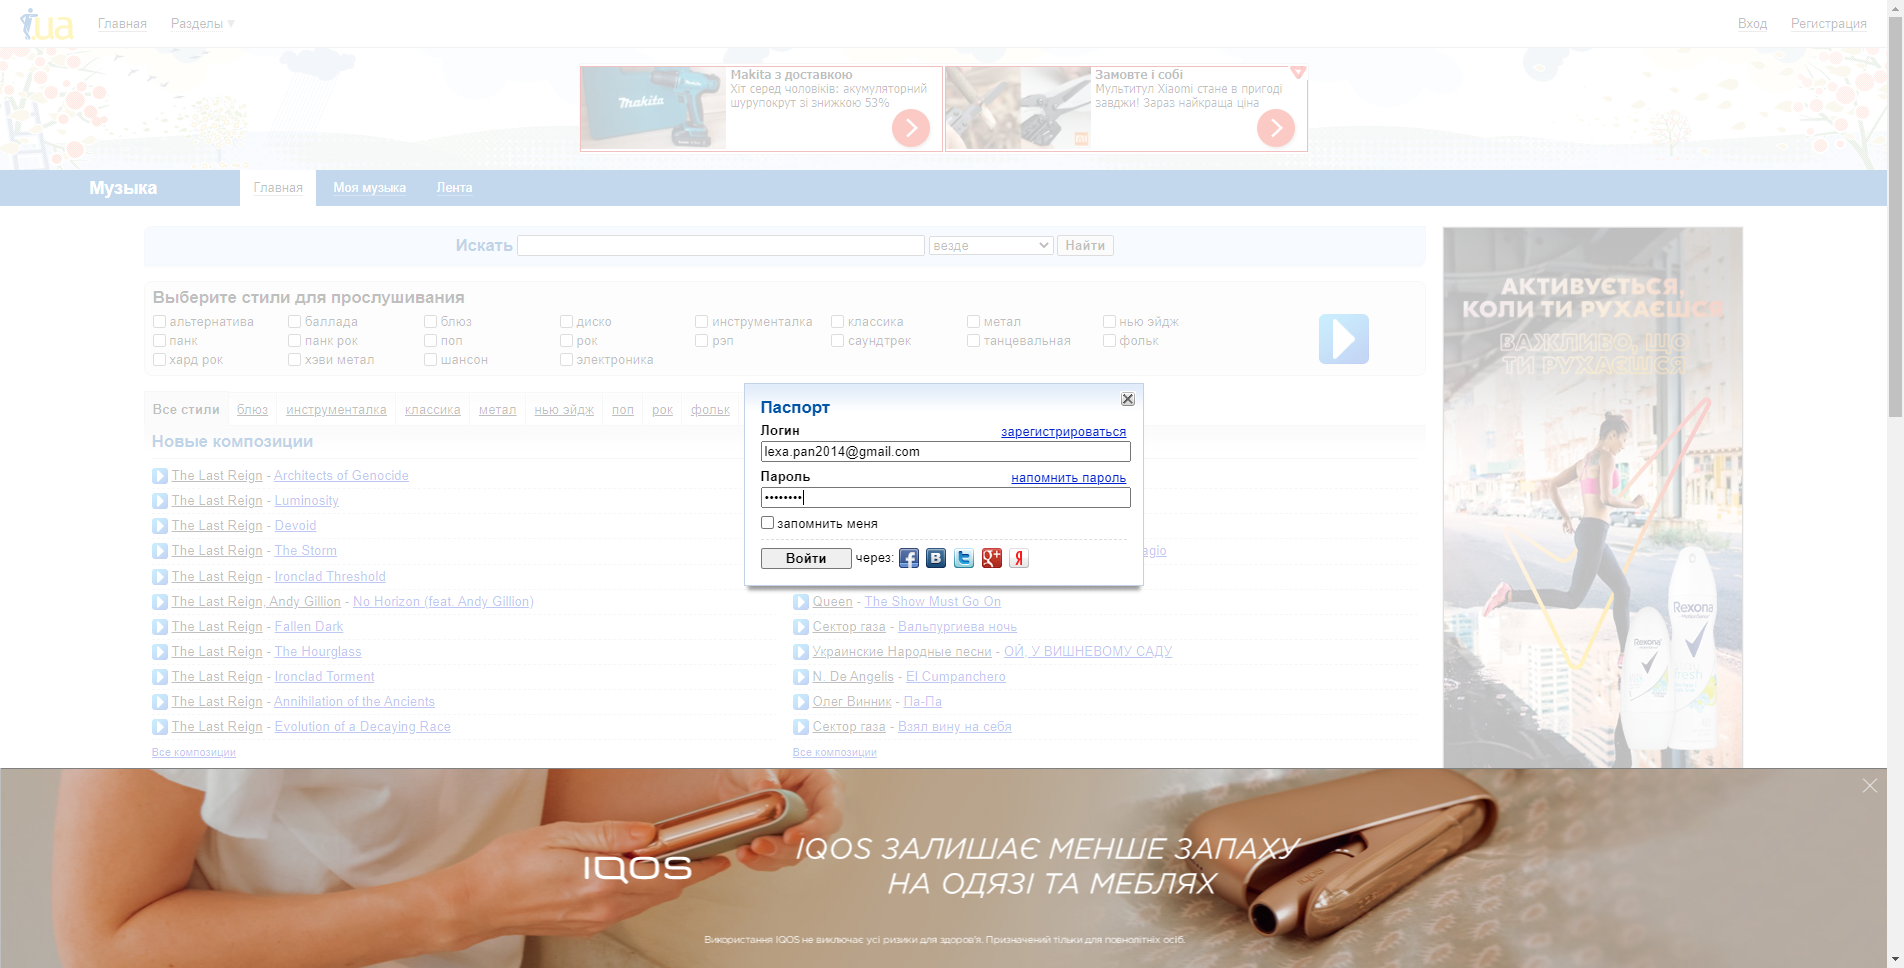 i.ua Главная Разделы ▾ Вход Регистрация
Makita з доставкою
Хіт серед чоловіків: акумуляторний
шурупокрут зі знижкою 53%
makita
Замовте і собі
Мультитул Xiaomi стане в пригоді
завжди! Зараз найкраща ціна
Музыка Главная Моя музыка Лента
Искать везде Найти
Выберите стили для прослушивания
альтернатива баллада блюз диско инструменталка классика метал нью эйдж
панк панк рок поп рок рэп саундтрек танцевальная фольк
хард рок хэви метал шансон электроника
Все стили блюз инструменталка классика метал нью эйдж поп рок фольк
Новые композиции
The Last Reign - Architects of Genocide
The Last Reign - Luminosity
The Last Reign - Devoid
The Last Reign - The Storm
The Last Reign - Ironclad Threshold
The Last Reign, Andy Gillion - No Horizon (feat. Andy Gillion)
The Last Reign - Fallen Dark
The Last Reign - The Hourglass
The Last Reign - Ironclad Torment
The Last Reign - Annihilation of the Ancients
The Last Reign - Evolution of a Decaying Race
Все композиции
Паспорт
Логин зарегистрироваться
lexa.pan2014@gmail.com
Пароль напомнить пароль
••••••••
запомнить меня
Войти через:
agio
Queen - The Show Must Go On
Сектор газа - Вальпургиева ночь
Украинские Народные песни - ОЙ, У ВИШНЕВОМУ САДУ
N. De Angelis - El Cumpanchero
Олег Винник - Па-Па
Сектор газа - Взял вину на себя
Все композиции
АКТИВУЄТЬСЯ,
КОЛИ ТИ РУХАЄШСЯ
ВАЖЛИВО, ЩО
ТИ РУХАЄШСЯ
Rexona
Rexona
fresh
IQOS
IQOS ЗАЛИШАЄ МЕНШЕ ЗАПАХУ
НА ОДЯЗІ ТА МЕБЛЯХ
Використання IQOS не виключає усі ризики для здоров'я. Призначений тільки для повнолітніх осіб.